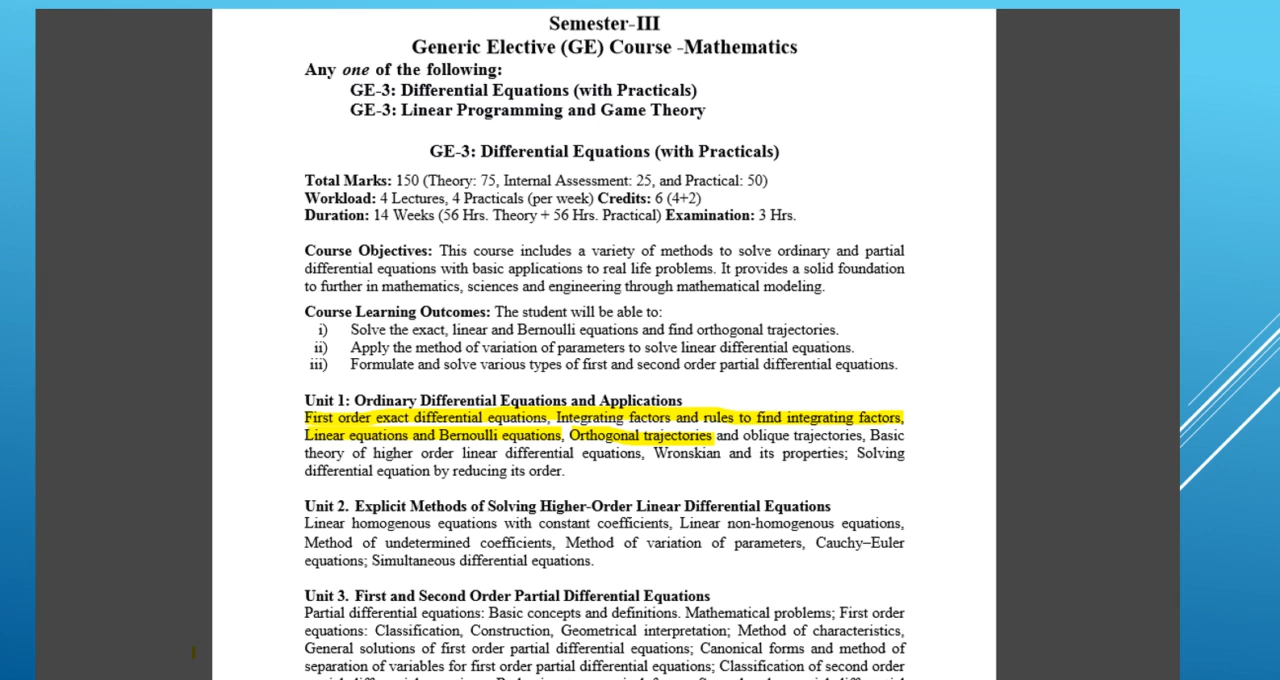 Semester-III
Generic Elective (GE) Course -Mathematics
Any one of the following:
GE-3: Differential Equations (with Practicals)
GE-3: Linear Programming and Game Theory
GE-3: Differential Equations (with Practicals)
Total Marks: 150 (Theory: 75, Internal Assessment: 25, and Practical: 50)
Workload: 4 Lectures, 4 Practicals (per week) Credits: 6 (4+2)
Duration: 14 Weeks (56 Hrs. Theory + 56 Hrs. Practical) Examination: 3 Hrs.
Course Objectives: This course includes a variety of methods to solve ordinary and partial
differential equations with basic applications to real life problems. It provides a solid foundation
to further in mathematics, sciences and engineering through mathematical modeling.
Course Learning Outcomes: The student will be able to:
i) Solve the exact, linear and Bernoulli equations and find orthogonal trajectories.
ii) Apply the method of variation of parameters to solve linear differential equations.
iii) Formulate and solve various types of first and second order partial differential equations.
Unit 1: Ordinary Differential Equations and Applications
First order exact differential equations, Integrating factors and rules to find integrating factors,
Linear equations and Bernoulli equations, Orthogonal trajectories and oblique trajectories, Basic
theory of higher order linear differential equations, Wronskian and its properties; Solving
differential equation by reducing its order.
Unit 2. Explicit Methods of Solving Higher-Order Linear Differential Equations
Linear homogenous equations with constant coefficients, Linear non-homogenous equations,
Method of undetermined coefficients, Method of variation of parameters, Cauchy–Euler
equations; Simultaneous differential equations.
Unit 3. First and Second Order Partial Differential Equations
Partial differential equations: Basic concepts and definitions. Mathematical problems; First order
equations: Classification, Construction, Geometrical interpretation; Method of characteristics,
General solutions of first order partial differential equations; Canonical forms and method of
separation of variables for first order partial differential equations; Classification of second order